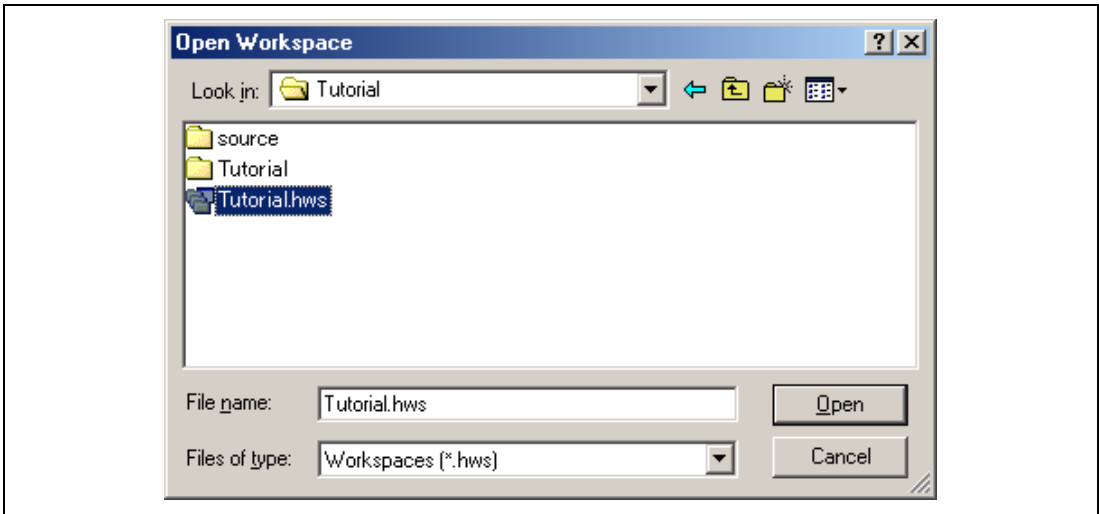 Open Workspace
Look in: Tutorial
source
Tutorial
Tutorial.hws
File name: Tutorial.hws Open
Files of type: Workspaces (*.hws) Cancel